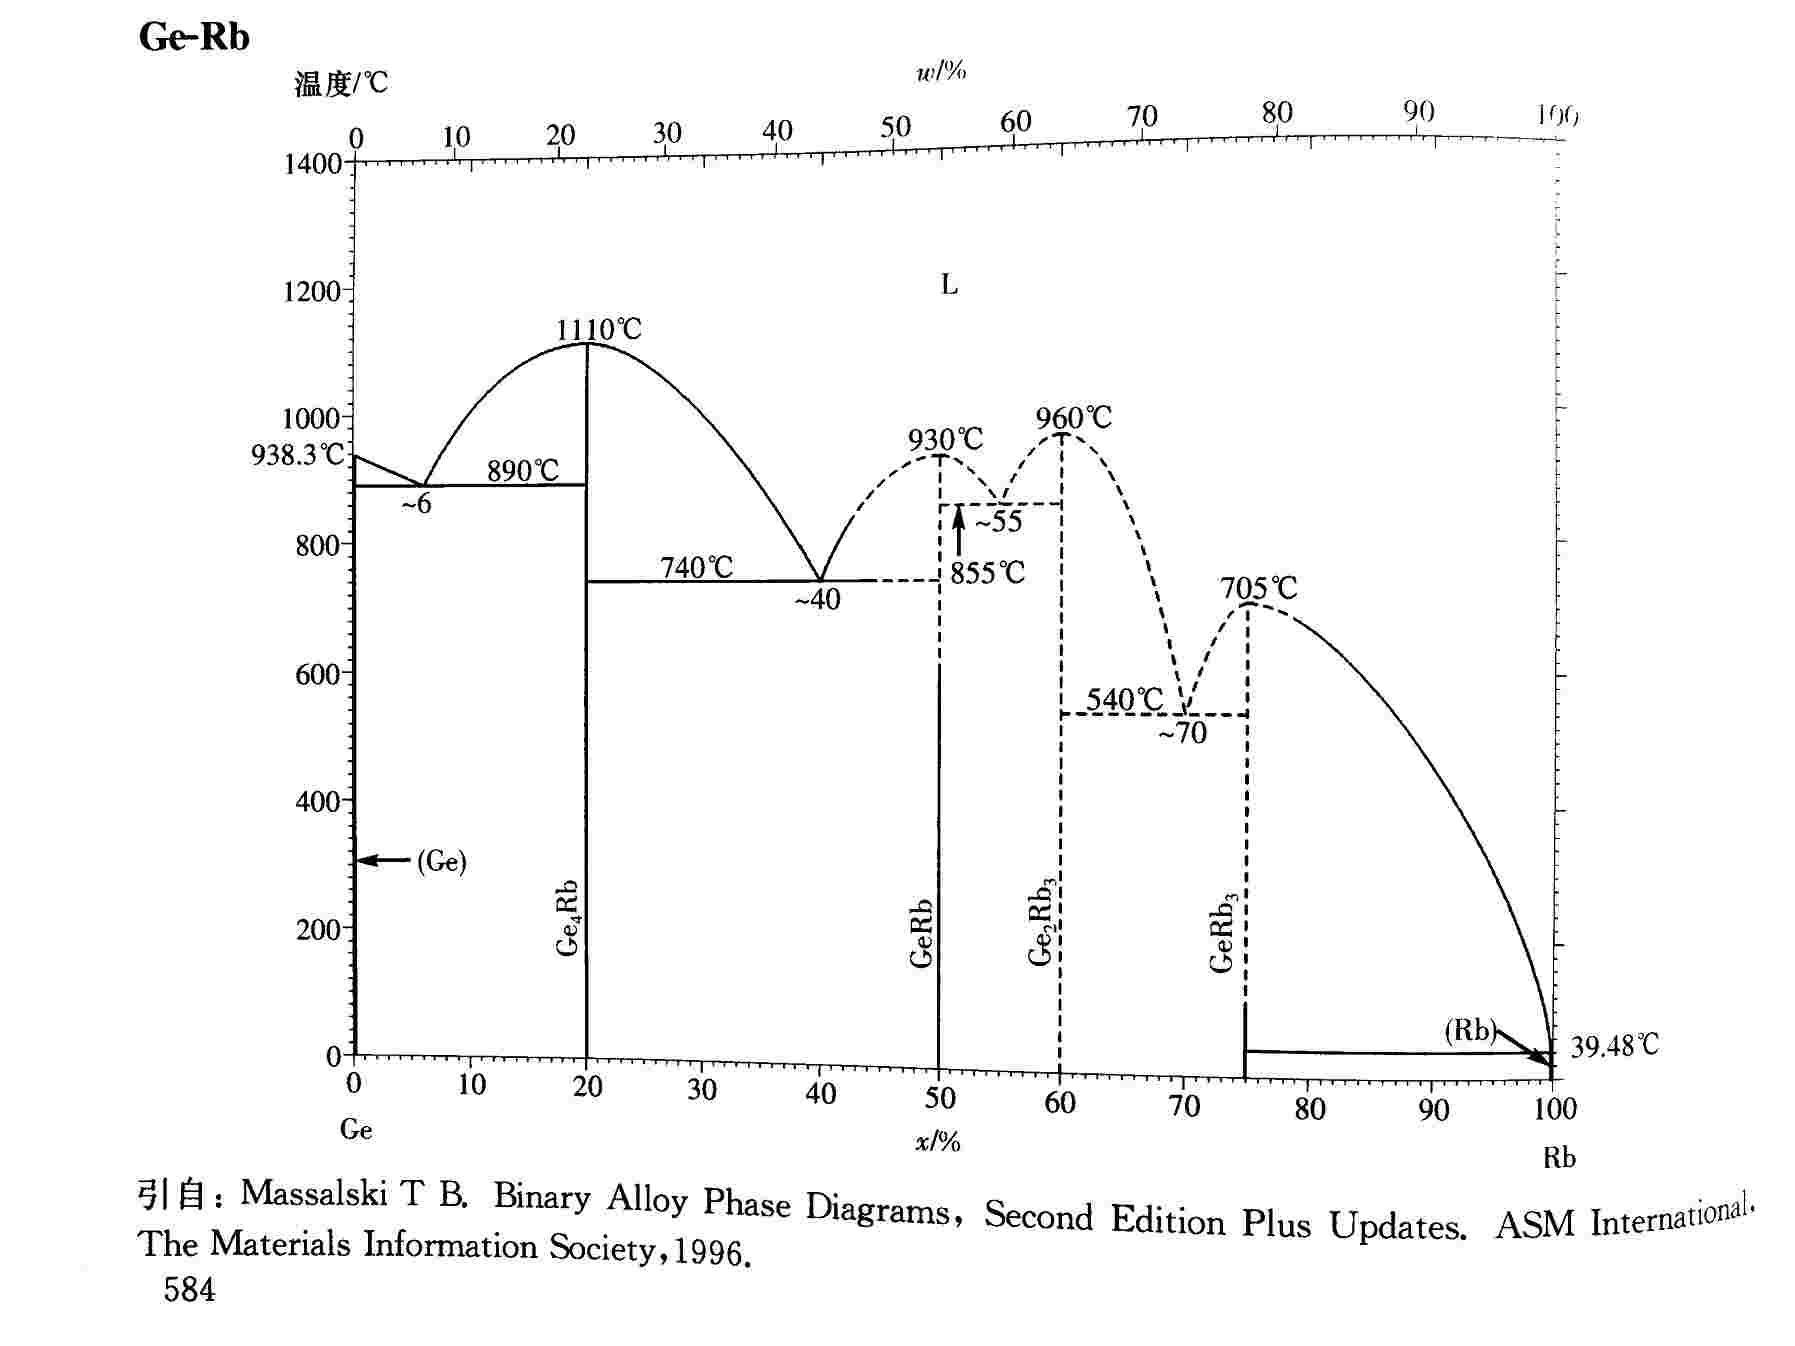 Ge-Rb
温度/℃
w/%
0 10 20 30 40 50 60 70 80 90 100
1400
1200
L
1110℃
1000
960℃
930℃
938.3℃
890℃
~6
~55
800
740℃
855℃
~40
705℃
600
540℃
~70
400
(Ge)
Ge₄Rb
GeRb
Ge₂Rb₃
GeRb₃
200
(Rb)
39.48℃
0
0 10 20 30 40 50 60 70 80 90 100
Ge
x/%
Rb
引自: Massalski T B. Binary Alloy Phase Diagrams, Second Edition Plus Updates. ASM International.
The Materials Information Society, 1996.
584